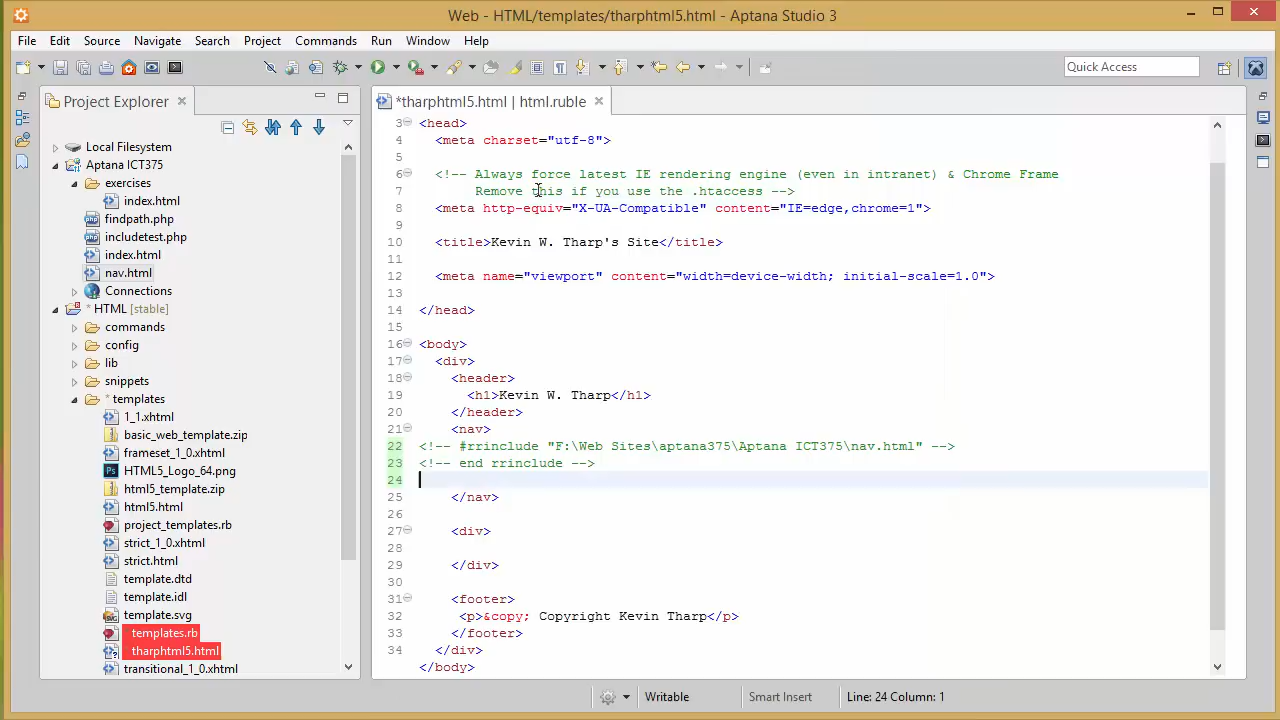 Web - HTML/templates/tharphtml5.html - Aptana Studio 3
File Edit Source Navigate Search Project Commands Run Window Help
Quick Access
Project Explorer
*tharphtml5.html | html.ruble
Local Filesystem
Aptana ICT375
exercises
index.html
findpath.php
includetest.php
index.html
nav.html
Connections
* HTML [stable]
commands
config
lib
snippets
* templates
1_1.xhtml
basic_web_template.zip
frameset_1_0.xhtml
HTML5_Logo_64.png
html5_template.zip
html5.html
project_templates.rb
strict_1_0.xhtml
strict.html
template.dtd
template.idl
template.svg
templates.rb
tharphtml5.html
transitional_1_0.xhtml
3 <head>
4 <meta charset="utf-8">
5
6 <!-- Always force latest IE rendering engine (even in intranet) & Chrome Frame
7 Remove this if you use the .htaccess -->
8 <meta http-equiv="X-UA-Compatible" content="IE=edge,chrome=1">
9
10 <title>Kevin W. Tharp's Site</title>
11
12 <meta name="viewport" content="width=device-width; initial-scale=1.0">
13
14 </head>
15
16 <body>
17 <div>
18 <header>
19 <h1>Kevin W. Tharp</h1>
20 </header>
21 <nav>
22 <!-- #rrinclude "F:\Web Sites\aptana375\Aptana ICT375\nav.html" -->
23 <!-- end rrinclude -->
24
25 </nav>
26
27 <div>
28
29 </div>
30
31 <footer>
32 <p>&copy; Copyright Kevin Tharp</p>
33 </footer>
34 </div>
</body>
Writable Smart Insert Line: 24 Column: 1